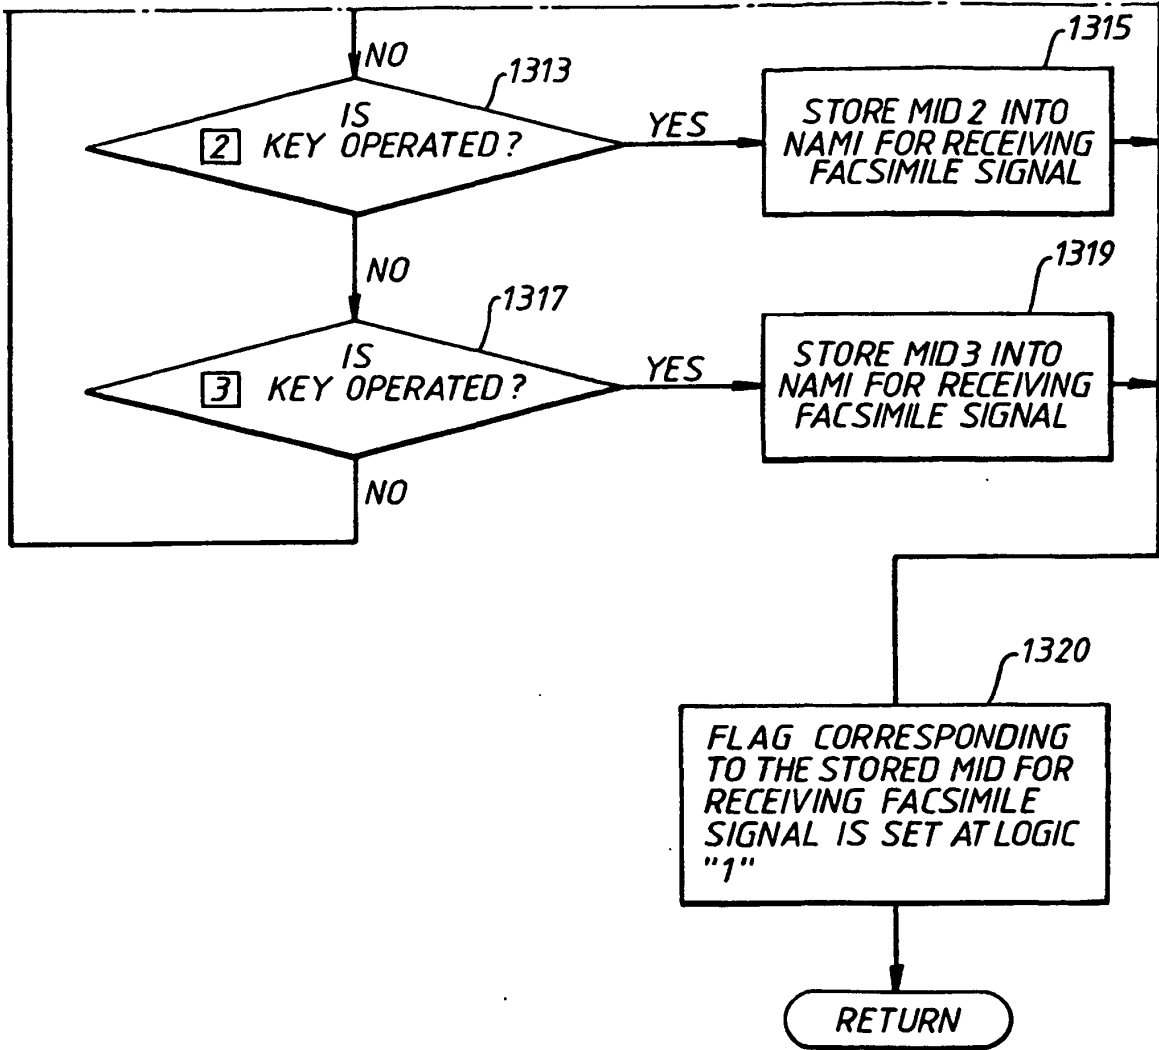 NO
1313
1315
IS
2 KEY OPERATED?
YES
STORE MID 2 INTO
NAMI FOR RECEIVING
FACSIMILE SIGNAL
NO
1317
1319
IS
3 KEY OPERATED?
YES
STORE MID 3 INTO
NAMI FOR RECEIVING
FACSIMILE SIGNAL
NO
1320
FLAG CORRESPONDING
TO THE STORED MID FOR
RECEIVING FACSIMILE
SIGNAL IS SET AT LOGIC
"1"
RETURN